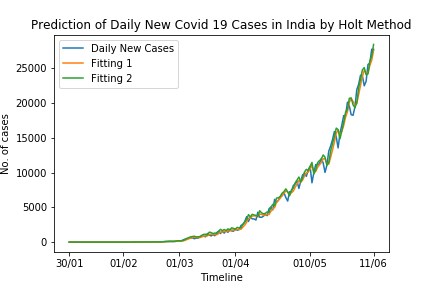 Prediction of Daily New Covid 19 Cases in India by Holt Method
Daily New Cases
Fitting 1
Fitting 2
No. of cases
25000
20000
15000
10000
5000
0
30/01 01/02 01/03 01/04 010/05 11/06
Timeline